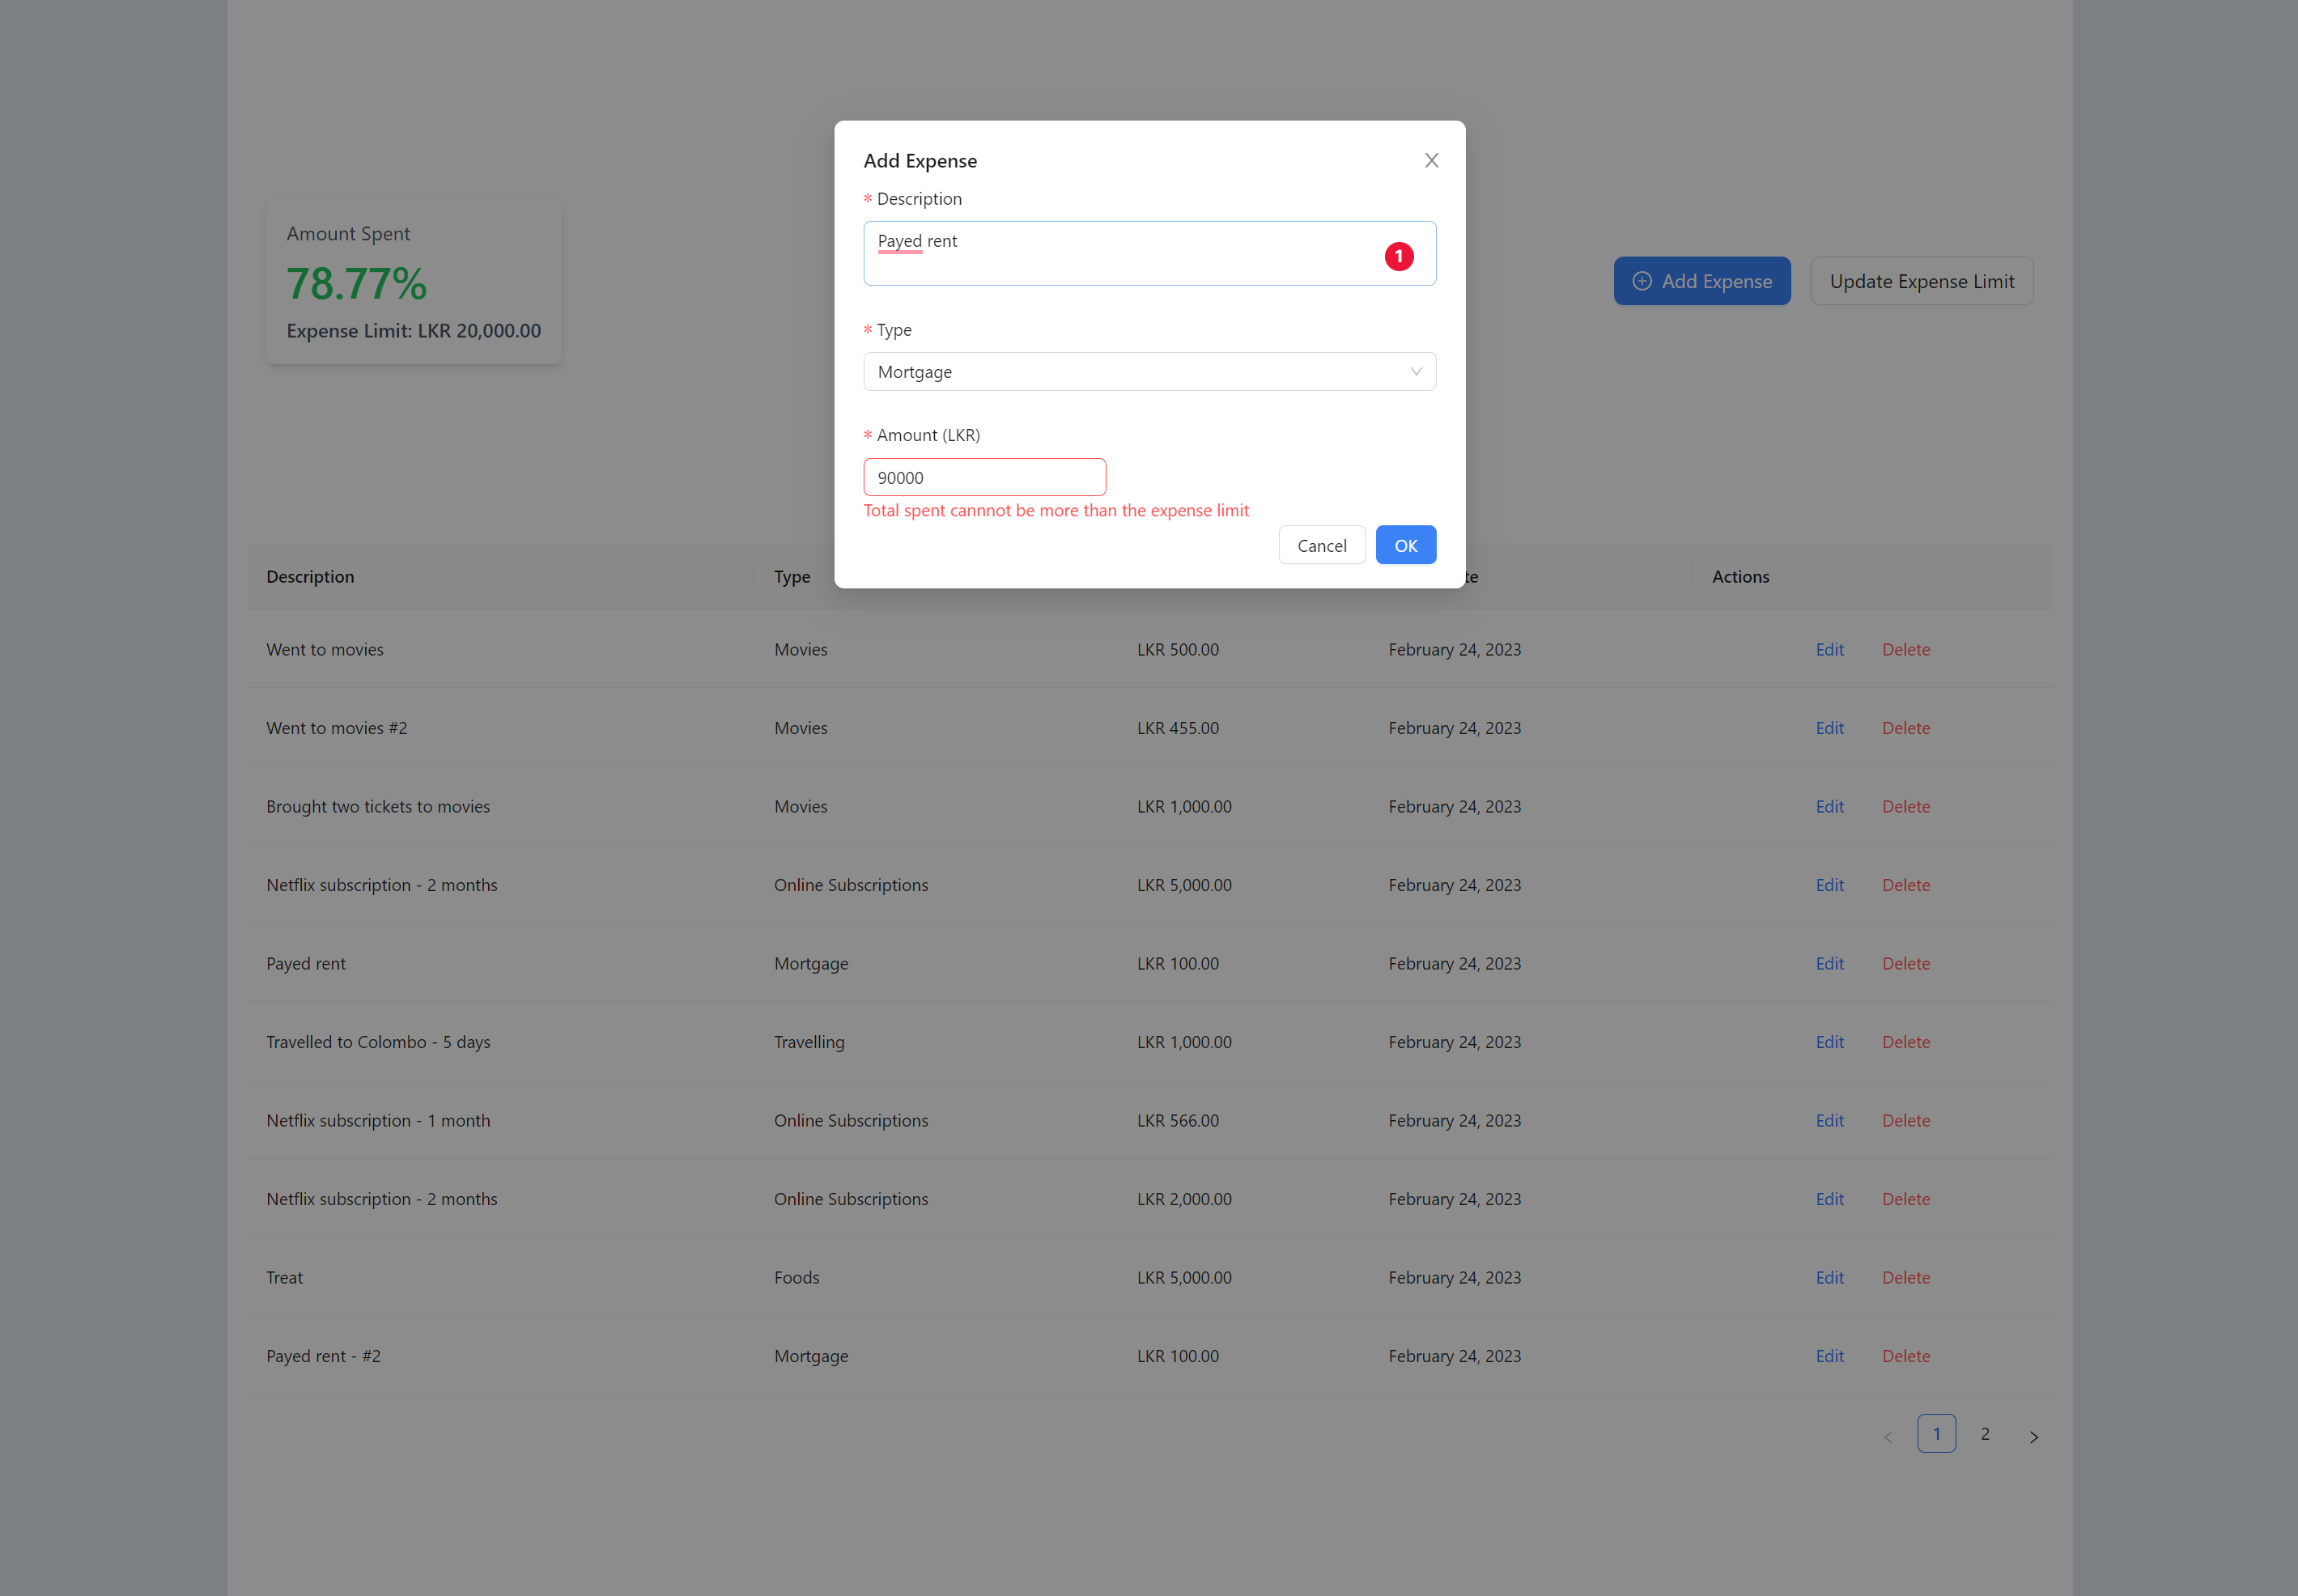 Add Expense
* Description
Payed rent
1
* Type
Mortgage
* Amount (LKR)
90000
Total spent cannnot be more than the expense limit
Cancel OK
Amount Spent
78.77%
Expense Limit: LKR 20,000.00
Add Expense Update Expense Limit
Description Type Actions
Went to movies Movies LKR 500.00 February 24, 2023 Edit Delete
Went to movies #2 Movies LKR 455.00 February 24, 2023 Edit Delete
Brought two tickets to movies Movies LKR 1,000.00 February 24, 2023 Edit Delete
Netflix subscription - 2 months Online Subscriptions LKR 5,000.00 February 24, 2023 Edit Delete
Payed rent Mortgage LKR 100.00 February 24, 2023 Edit Delete
Travelled to Colombo - 5 days Travelling LKR 1,000.00 February 24, 2023 Edit Delete
Netflix subscription - 1 month Online Subscriptions LKR 566.00 February 24, 2023 Edit Delete
Netflix subscription - 2 months Online Subscriptions LKR 2,000.00 February 24, 2023 Edit Delete
Treat Foods LKR 5,000.00 February 24, 2023 Edit Delete
Payed rent - #2 Mortgage LKR 100.00 February 24, 2023 Edit Delete
< 1 2 >